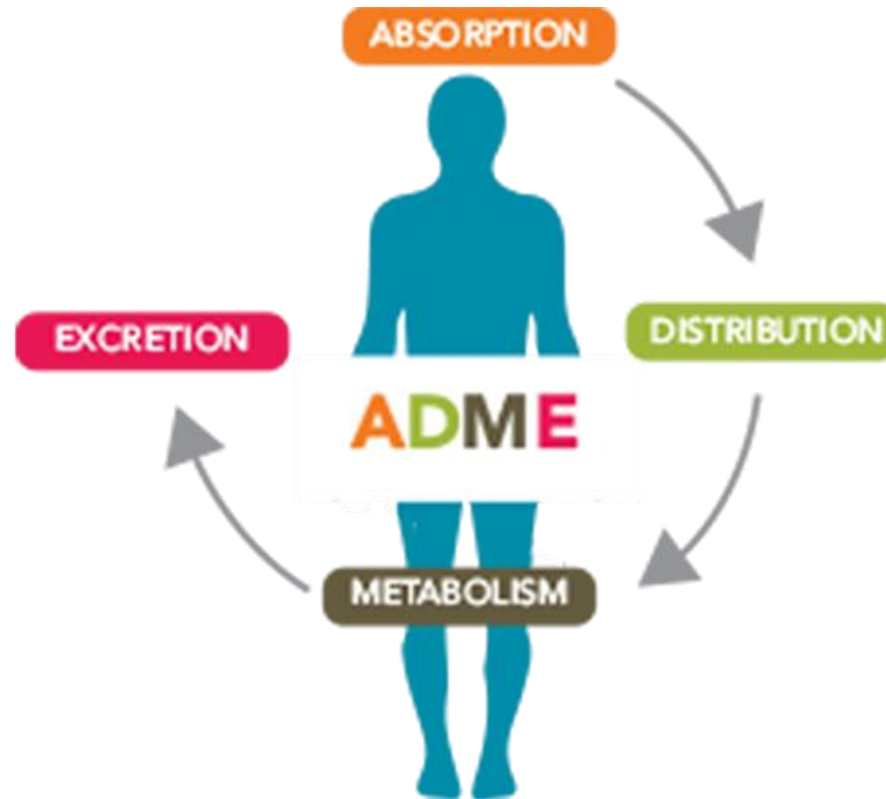 ABSORPTION
EXCRETION
DISTRIBUTION
ADME
METABOLISM